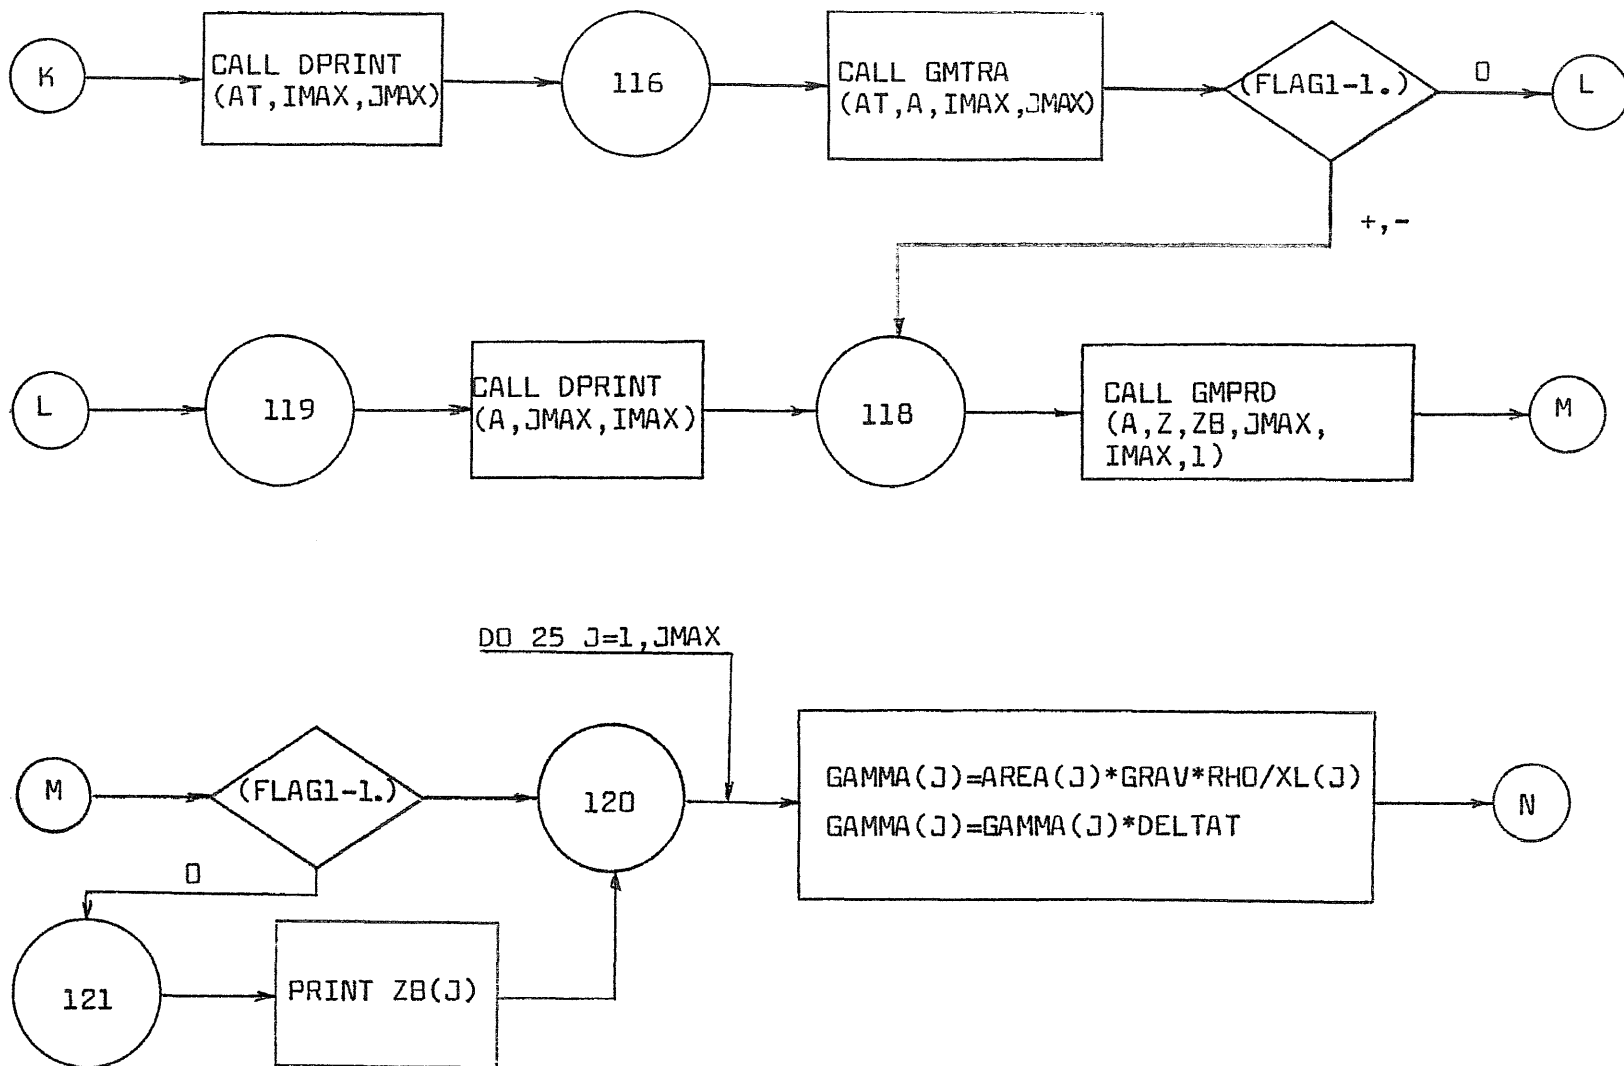 K
CALL DPRINT
(AT,IMAX,JMAX)
116
CALL GMTRA
(AT,A,IMAX,JMAX)
(FLAG1-1.)
0
L
+,-
L
119
CALL DPRINT
(A,JMAX,IMAX)
118
CALL GMPRD
(A,Z,ZB,JMAX,
IMAX,1)
M
DO 25 J=1,JMAX
M
(FLAG1-1.)
120
GAMMA(J)=AREA(J)*GRAV*RHO/XL(J)
GAMMA(J)=GAMMA(J)*DELTAT
N
0
121
PRINT ZB(J)